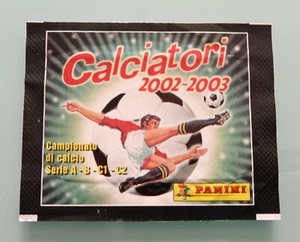 Calciatori
2002-2003
Campionato
di calcio
Serie A - B - C1 - C2
PANINI